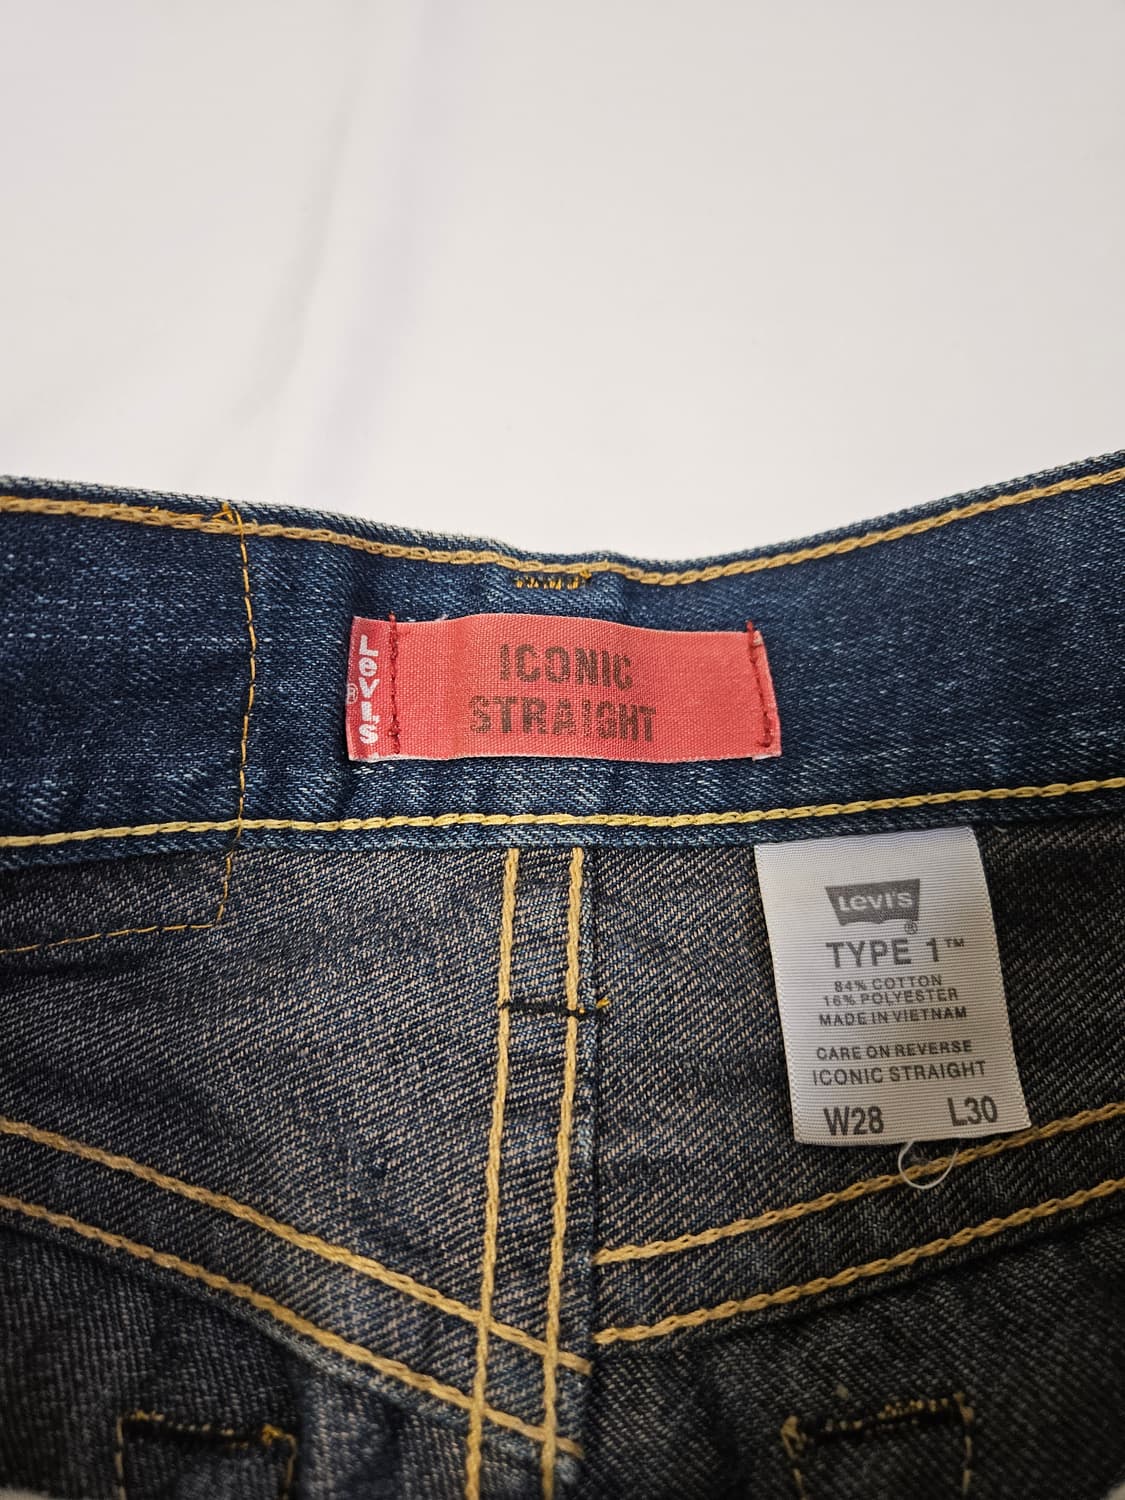 Levi's
®
ICONIC
STRAIGHT
Levi's
®
TYPE 1™
84% COTTON
16% POLYESTER
MADE IN VIETNAM
CARE ON REVERSE
ICONIC STRAIGHT
W28 L30